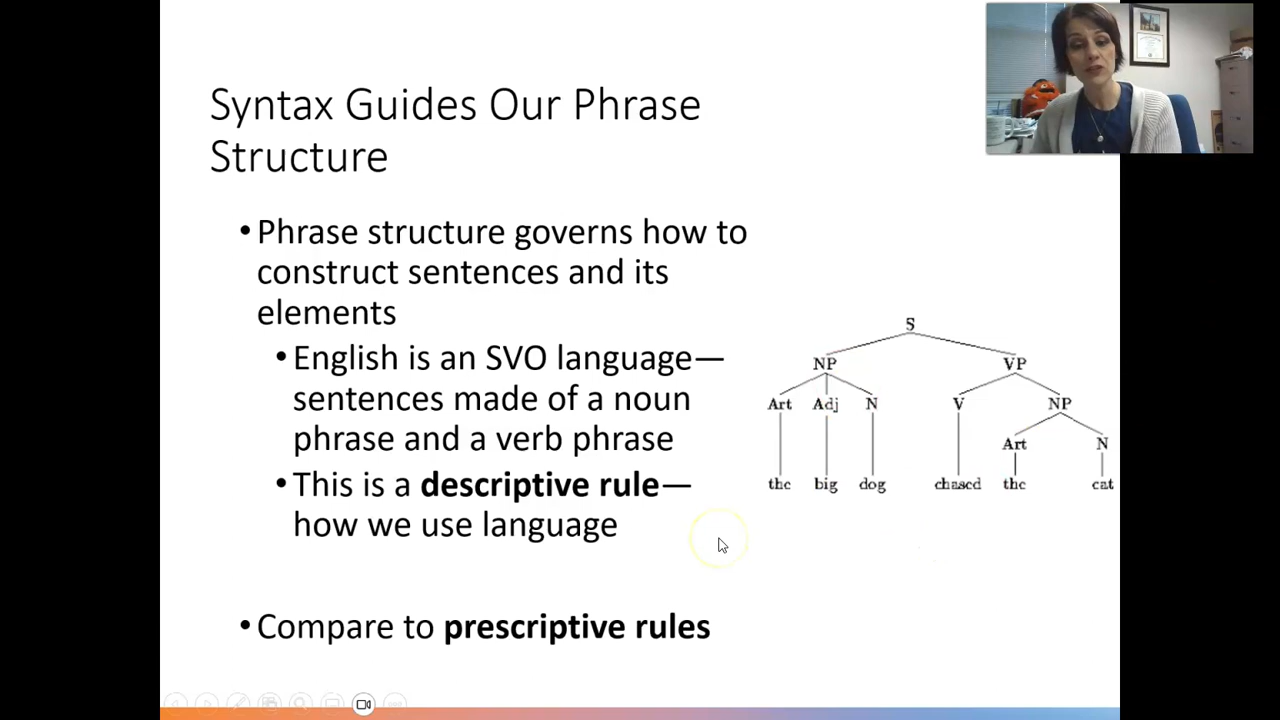 Syntax Guides Our Phrase
Structure
•Phrase structure governs how to
construct sentences and its
elements
•English is an SVO language—
sentences made of a noun
phrase and a verb phrase
•This is a descriptive rule—
how we use language
•Compare to prescriptive rules
S
NP VP
Art Adj N V NP
Art N
the big dog chased the cat